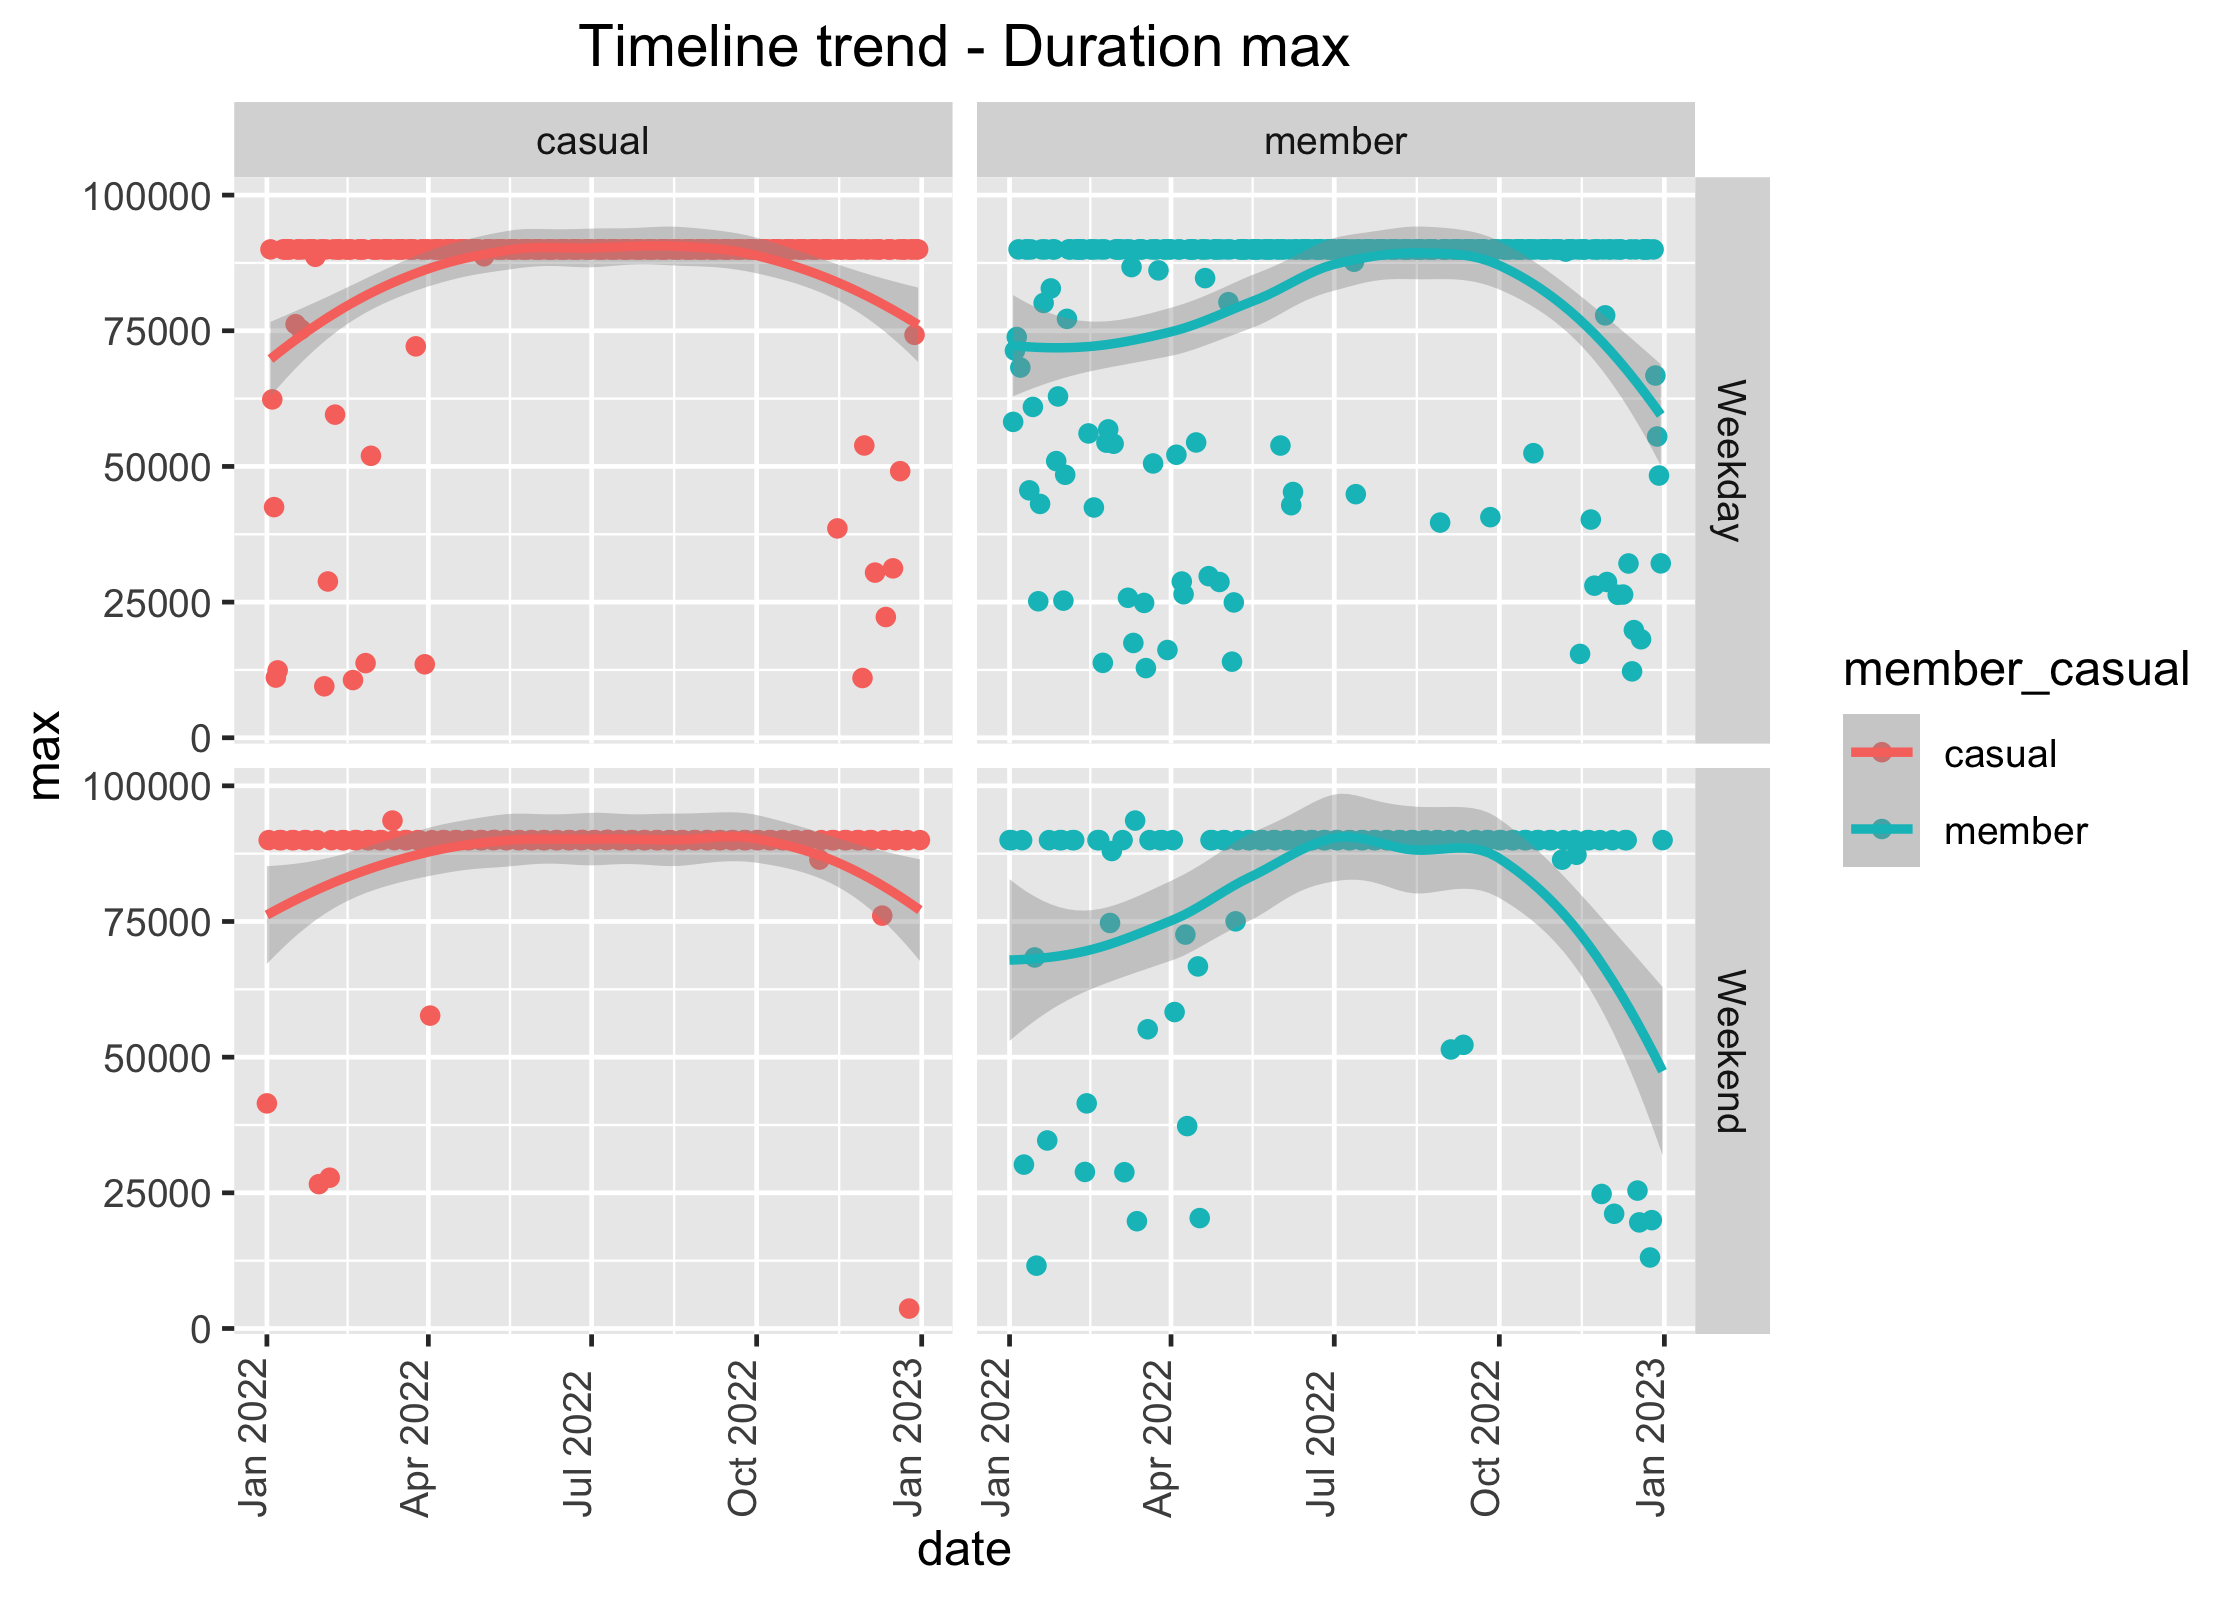 Timeline trend - Duration max
casual
member
100000
75000
50000
25000
0
Weekday
100000
75000
50000
25000
0
Weekend
max
Jan 2022
Apr 2022
Jul 2022
Oct 2022
Jan 2023
Jan 2022
Apr 2022
Jul 2022
Oct 2022
Jan 2023
date
member_casual
casual
member